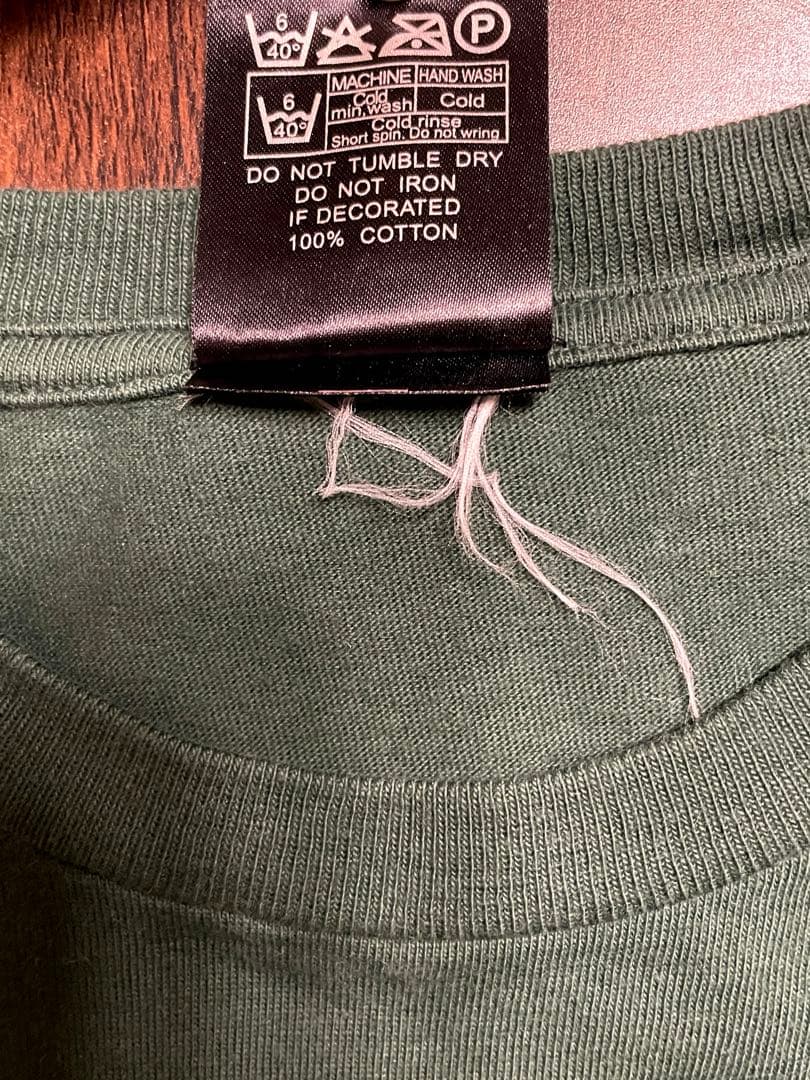 6
40°
P
6
40°
MACHINE HAND WASH
Cold
min.wash
Cold
Cold rinse
Short spin. Do not wring
DO NOT TUMBLE DRY
DO NOT IRON
IF DECORATED
100% COTTON